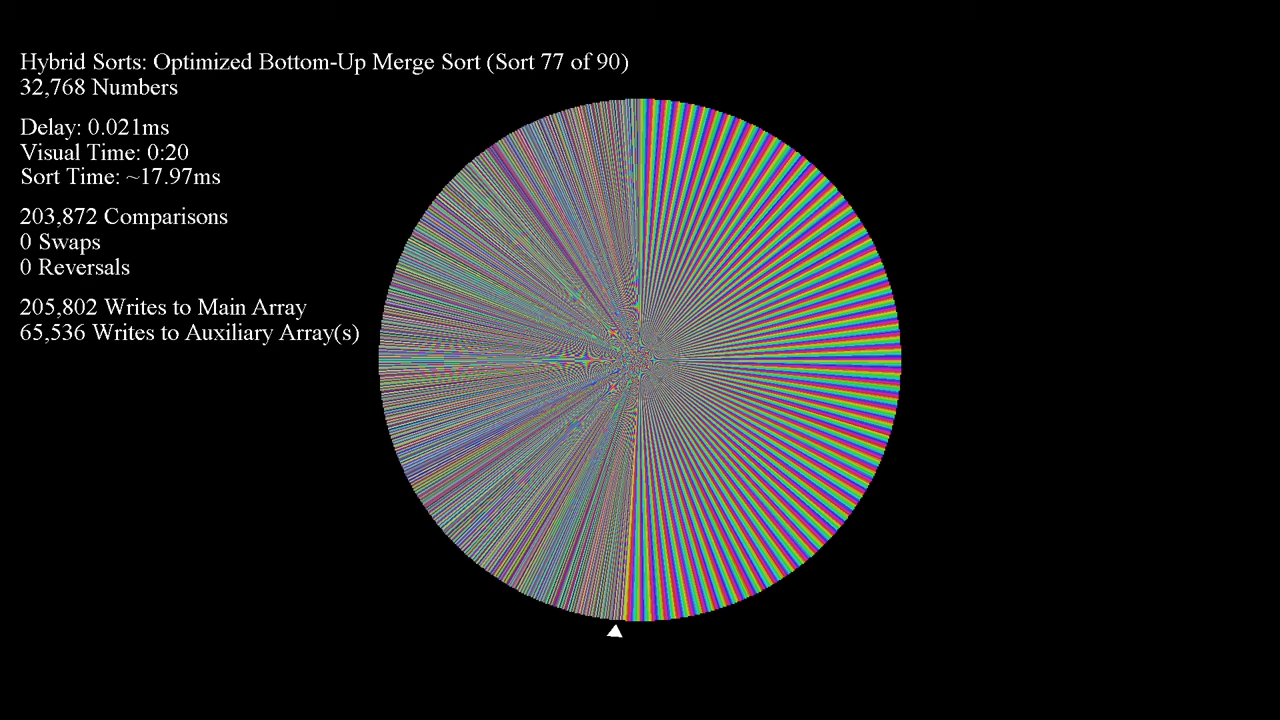 Hybrid Sorts: Optimized Bottom-Up Merge Sort (Sort 77 of 90)
32,768 Numbers
Delay: 0.021ms
Visual Time: 0:20
Sort Time: ~17.97ms
203,872 Comparisons
0 Swaps
0 Reversals
205,802 Writes to Main Array
65,536 Writes to Auxiliary Array(s)